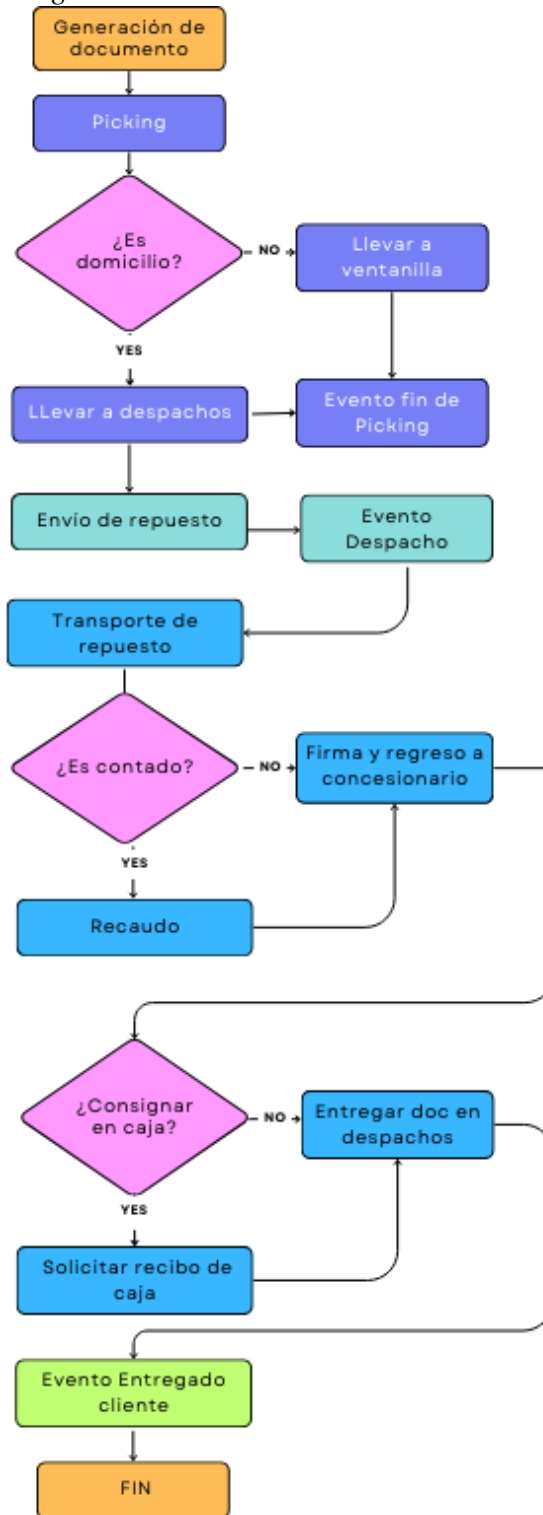 Generación de
documento
Picking
¿Es
domicilio?
NO
Llevar a
ventanilla
YES
LLevar a despachos
Evento fin de
Picking
Envío de repuesto
Evento
Despacho
Transporte de
repuesto
¿Es contado?
NO
Firma y regreso a
concesionario
YES
Recaudo
¿Consignar
en caja?
NO
Entregar doc en
despachos
YES
Solicitar recibo de
caja
Evento Entregado
cliente
FIN